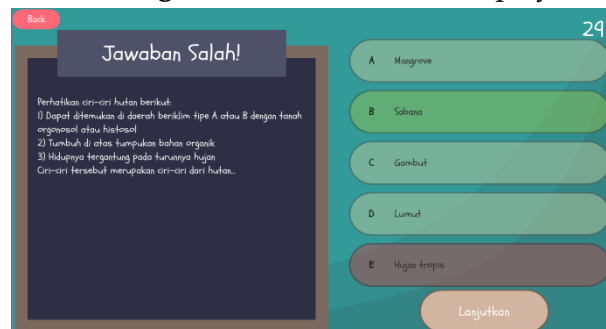 Back
29
Jawaban Salah!
Perhatikan ciri-ciri hutan berikut:
1) Dapat ditemukan di daerah beriklim tipe A atau B dengan tanah
organosol atau histosol
2) Tumbuh di atas tumpukan bahan organik
3) Hidupnya tergantung pada turunnya hujan
Ciri-ciri tersebut merupakan ciri-ciri dari hutan...
A Mangrove
B Sabana
C Gambut
D Lumut
E Hujan tropis
Lanjutkan